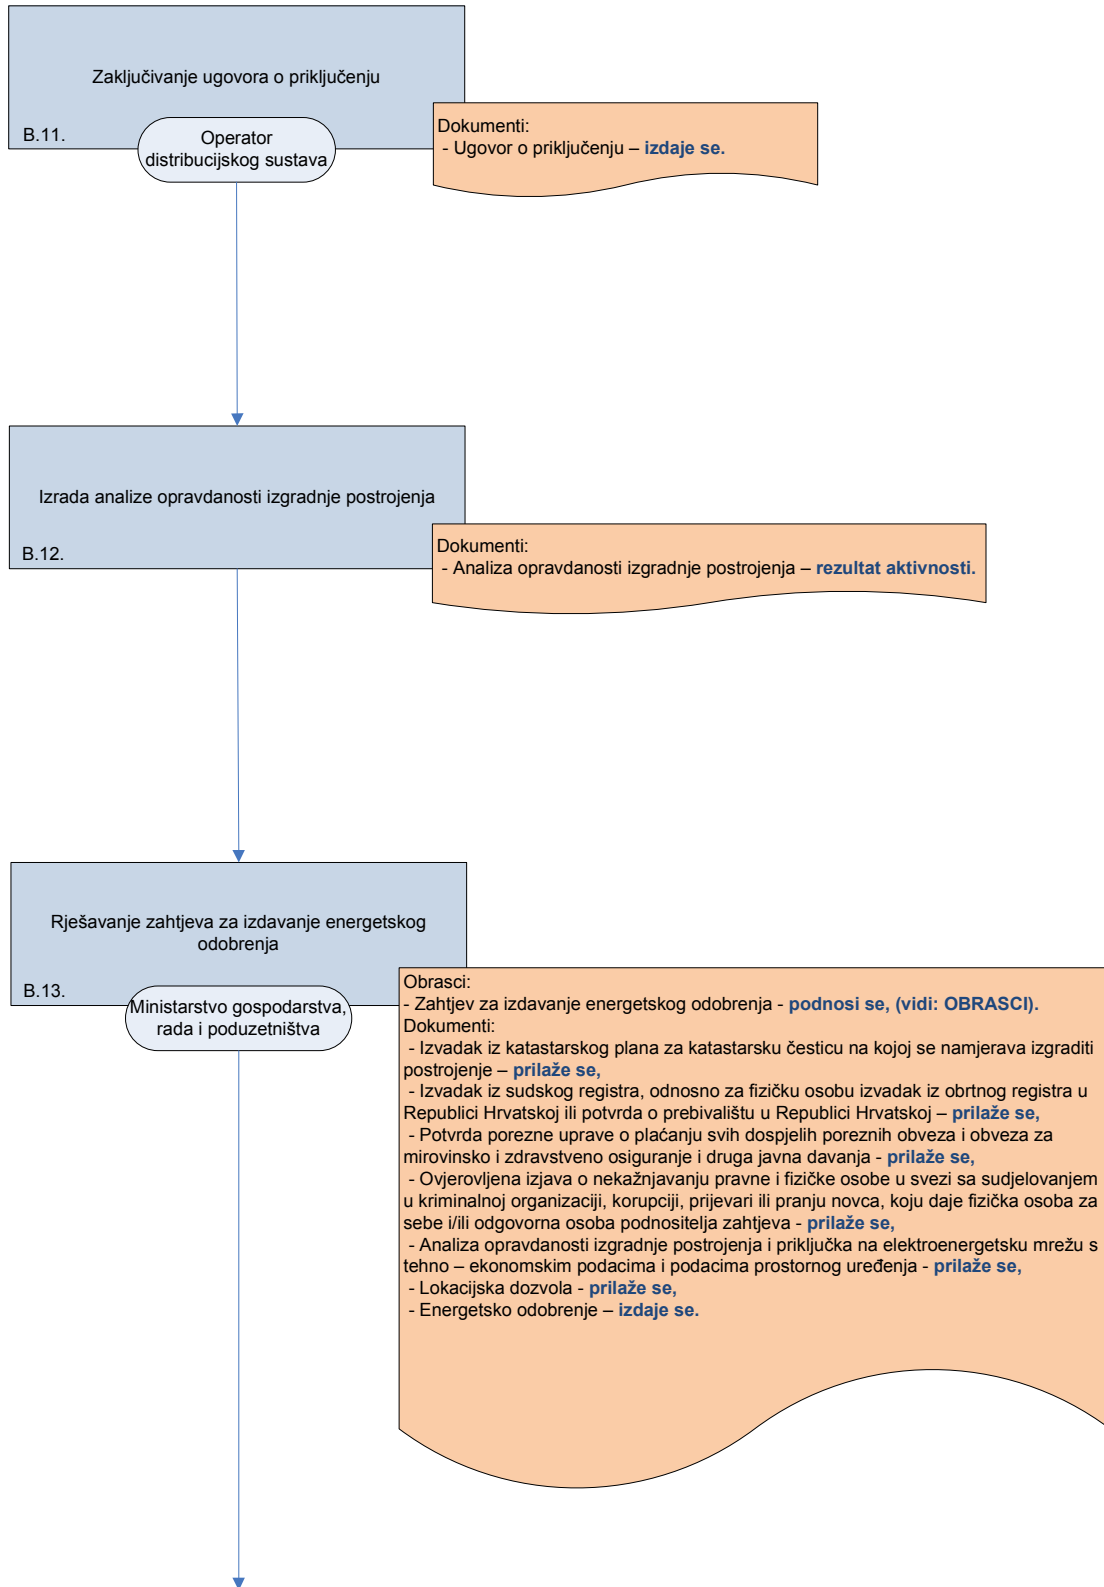 Zaključivanje ugovora o priključenju
B.11.
Operator
distribucijskog sustava
Dokumenti:
- Ugovor o priključenju – izdaje se.
Izrada analize opravdanosti izgradnje postrojenja
B.12.
Dokumenti:
- Analiza opravdanosti izgradnje postrojenja – rezultat aktivnosti.
Rješavanje zahtjeva za izdavanje energetskog
odobrenja
B.13.
Ministarstvo gospodarstva,
rada i poduzetništva
Obrasci:
- Zahtjev za izdavanje energetskog odobrenja - podnosi se, (vidi: OBRASCI).
Dokumenti:
- Izvadak iz katastarskog plana za katastarsku česticu na kojoj se namjerava izgraditi
postrojenje – prilaže se,
- Izvadak iz sudskog registra, odnosno za fizičku osobu izvadak iz obrtnog registra u
Republici Hrvatskoj ili potvrda o prebivalištu u Republici Hrvatskoj – prilaže se,
- Potvrda porezne uprave o plaćanju svih dospjelih poreznih obveza i obveza za
mirovinsko i zdravstveno osiguranje i druga javna davanja - prilaže se,
- Ovjerovljena izjava o nekažnjavanju pravne i fizičke osobe u svezi sa sudjelovanjem
u kriminalnoj organizaciji, korupciji, prijevari ili pranju novca, koju daje fizička osoba za
sebe i/ili odgovorna osoba podnositelja zahtjeva - prilaže se,
- Analiza opravdanosti izgradnje postrojenja i priključka na elektroenergetsku mrežu s
tehno – ekonomskim podacima i podacima prostornog uređenja - prilaže se,
- Lokacijska dozvola - prilaže se,
- Energetsko odobrenje – izdaje se.